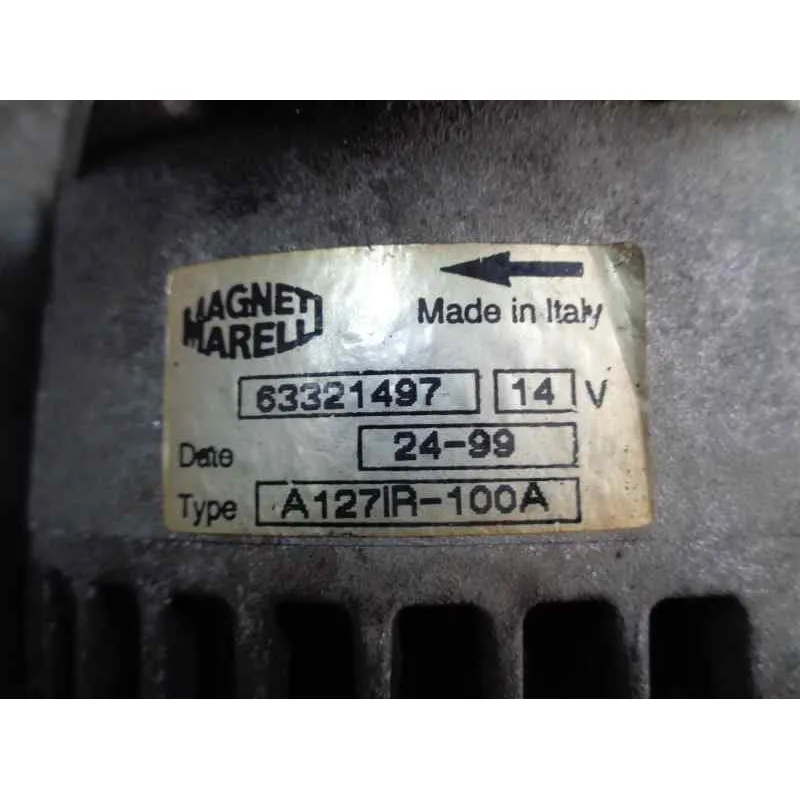 MAGNETI
MARELLI
Made in Italy
63321497 14 V
Date 24-99
Type A127IR-100A